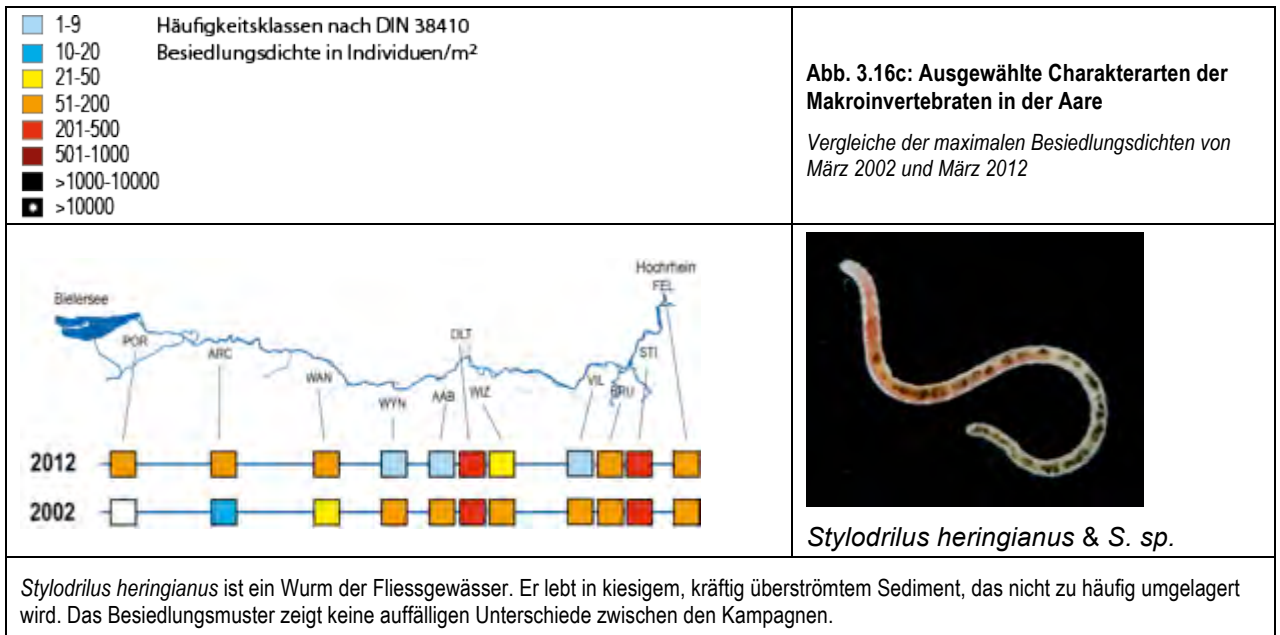 1-9 Häufigkeitsklassen nach DIN 38410
10-20 Besiedlungsdichte in Individuen/m²
21-50
51-200
201-500
501-1000
>1000-10000
>10000
Abb. 3.16c: Ausgewählte Charakterarten der
Makroinvertebraten in der Aare
Vergleiche der maximalen Besiedlungsdichten von
März 2002 und März 2012
Hochrhein
FEL
Bielersee
POR
ARC
WAN
WYN
AAB
DLT
WIZ
VIL
BRU
STI
2012
2002
Stylodrilus heringianus & S. sp.
Stylodrilus heringianus ist ein Wurm der Fliessgewässer. Er lebt in kiesigem, kräftig überströmtem Sediment, das nicht zu häufig umgelagert
wird. Das Besiedlungsmuster zeigt keine auffälligen Unterschiede zwischen den Kampagnen.